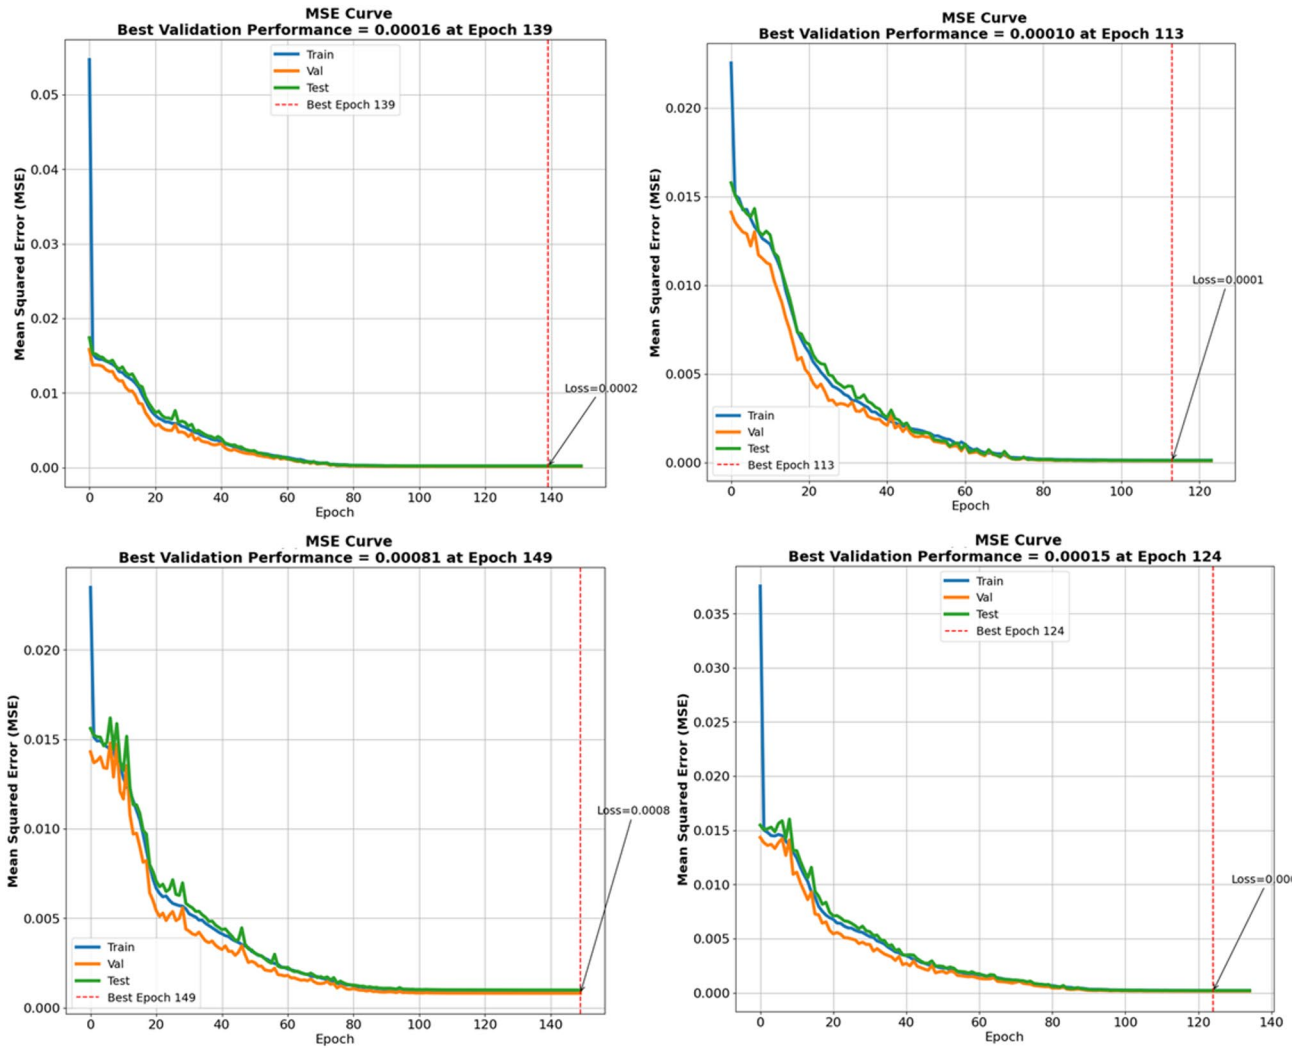 MSE Curve
Best Validation Performance = 0.00016 at Epoch 139
Train
Val
Test
Best Epoch 139
0.05
0.04
0.03
0.02
0.01
0.00
Mean Squared Error (MSE)
Loss=0.0002
0 20 40 60 80 100 120 140
Epoch
MSE Curve
Best Validation Performance = 0.00010 at Epoch 113
0.020
0.015
0.010
0.005
0.000
Mean Squared Error (MSE)
Loss=0.0001
Train
Val
Test
Best Epoch 113
0 20 40 60 80 100 120
Epoch
MSE Curve
Best Validation Performance = 0.00081 at Epoch 149
0.020
0.015
0.010
0.005
0.000
Mean Squared Error (MSE)
Loss=0.0008
Train
Val
Test
Best Epoch 149
0 20 40 60 80 100 120 140
Epoch
MSE Curve
Best Validation Performance = 0.00015 at Epoch 124
Train
Val
Test
Best Epoch 124
0.035
0.030
0.025
0.020
0.015
0.010
0.005
0.000
Mean Squared Error (MSE)
0 20 40 60 80 100 120 140
Epoch